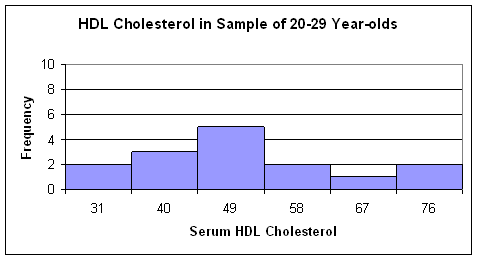 HDL Cholesterol in Sample of 20-29 Year-olds
10
8
6
4
2
0
Frequency
31 40 49 58 67 76
Serum HDL Cholesterol